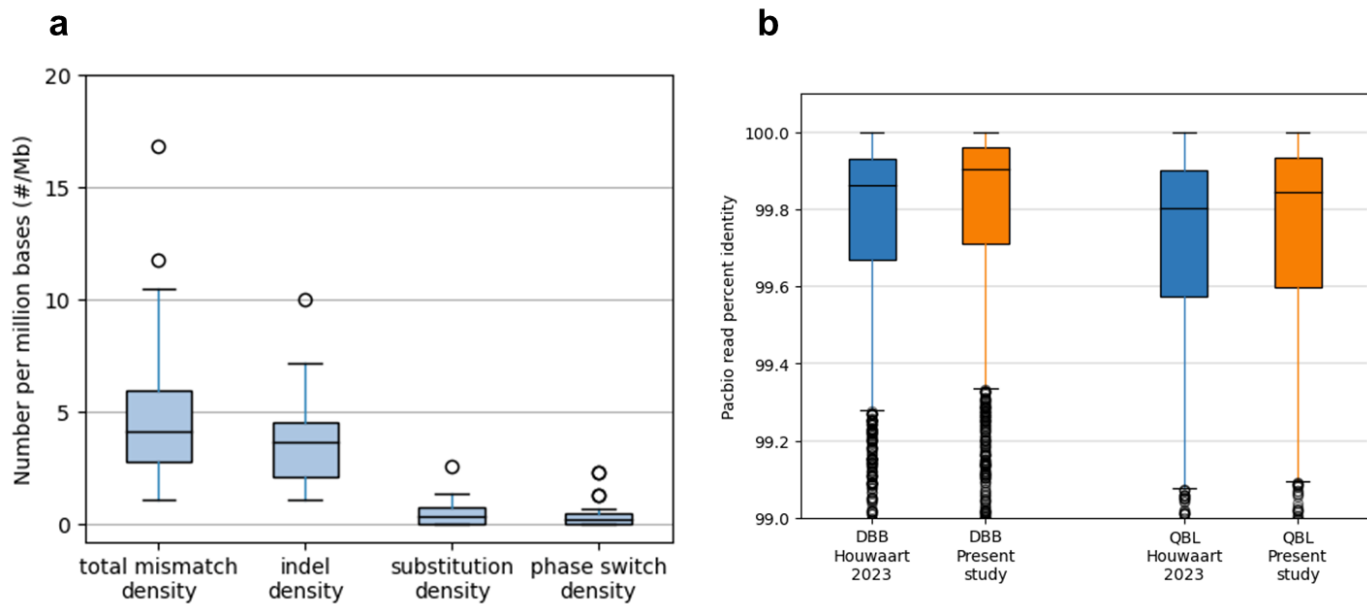 a
Number per million bases (#/Mb)
20
15
10
5
0
total mismatch
density
indel
density
substitution
density
phase switch
density
b
Pacbio read percent identity
100.0
99.8
99.6
99.4
99.2
99.0
DBB
Houwaart
2023
DBB
Present
study
QBL
Houwaart
2023
QBL
Present
study